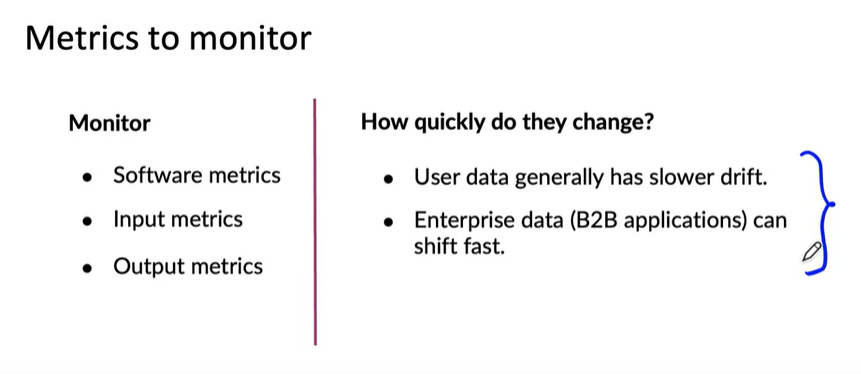 Metrics to monitor
Monitor
• Software metrics
• Input metrics
• Output metrics
How quickly do they change?
• User data generally has slower drift.
• Enterprise data (B2B applications) can
shift fast.